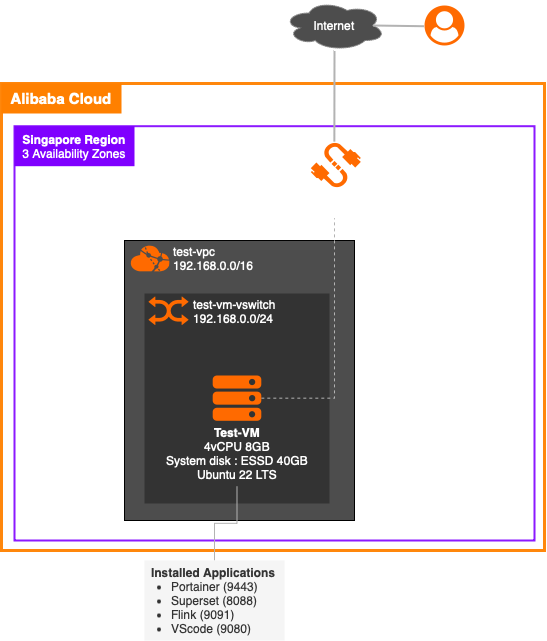 Internet
Alibaba Cloud
Singapore Region
3 Availability Zones
test-vpc
192.168.0.0/16
test-vm-vswitch
192.168.0.0/24
Test-VM
4vCPU 8GB
System disk : ESSD 40GB
Ubuntu 22 LTS
Installed Applications
• Portainer (9443)
• Superset (8088)
• Flink (9091)
• VScode (9080)